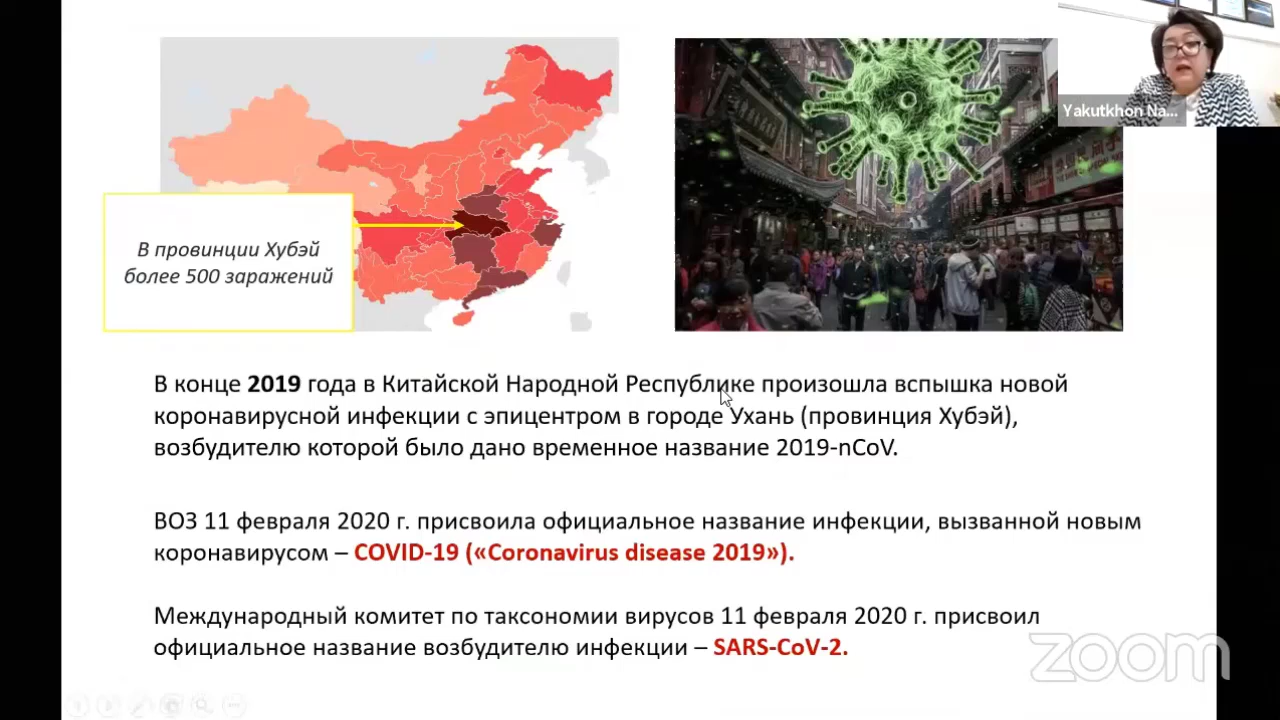 Yakutkhon Na...
В провинции Хубэй
более 500 заражений
В конце 2019 года в Китайской Народной Республике произошла вспышка новой
коронавирусной инфекции с эпицентром в городе Ухань (провинция Хубэй),
возбудителю которой было дано временное название 2019-nCoV.
ВОЗ 11 февраля 2020 г. присвоила официальное название инфекции, вызванной новым
коронавирусом – COVID-19 («Coronavirus disease 2019»).
Международный комитет по таксономии вирусов 11 февраля 2020 г. присвоил
официальное название возбудителю инфекции – SARS-CoV-2.
zoom